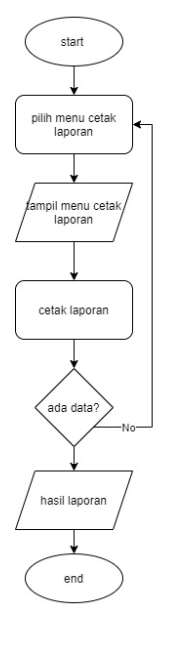 start
pilih menu cetak
laporan
tampil menu cetak
laporan
cetak laporan
ada data?
No
hasil laporan
end